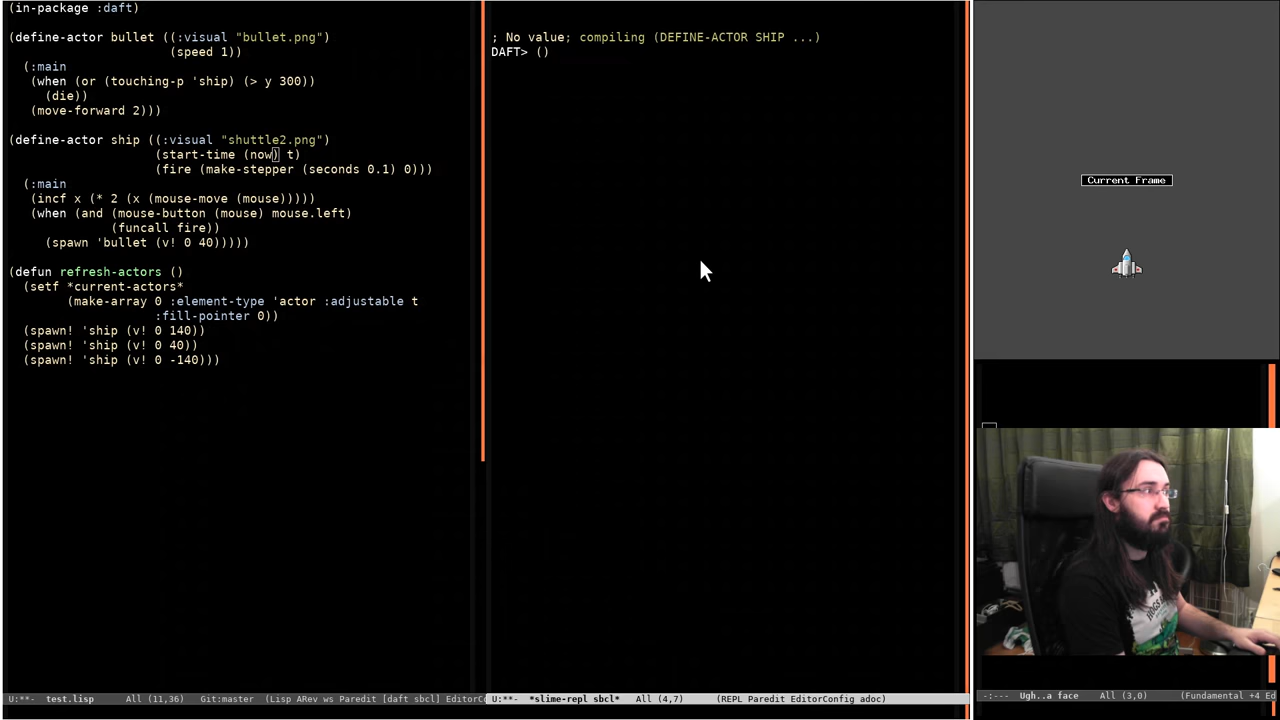 (in-package :daft)
(define-actor bullet ((:visual "bullet.png")
(speed 1))
(:main
(when (or (touching-p 'ship) (> y 300))
(die))
(move-forward 2)))
(define-actor ship ((:visual "shuttle2.png")
(start-time (now) t)
(fire (make-stepper (seconds 0.1) 0)))
(:main
(incf x (* 2 (x (mouse-move (mouse)))))
(when (and (mouse-button (mouse) mouse.left)
(funcall fire))
(spawn 'bullet (v! 0 40)))))
(defun refresh-actors ()
(setf *current-actors*
(make-array 0 :element-type 'actor :adjustable t
:fill-pointer 0))
(spawn! 'ship (v! 0 140))
(spawn! 'ship (v! 0 40))
(spawn! 'ship (v! 0 -140)))
U:**- test.lisp All (11,36) Git:master (Lisp ARev ws Paredit [daft sbcl] EditorC
; No value; compiling (DEFINE-ACTOR SHIP ...)
DAFT> ()
U:**- *slime-repl sbcl* All (4,7) (REPL Paredit EditorConfig adoc)
Current Frame
HOGS
-:--- Ugh..a face All (3,0) (Fundamental +4 Ed